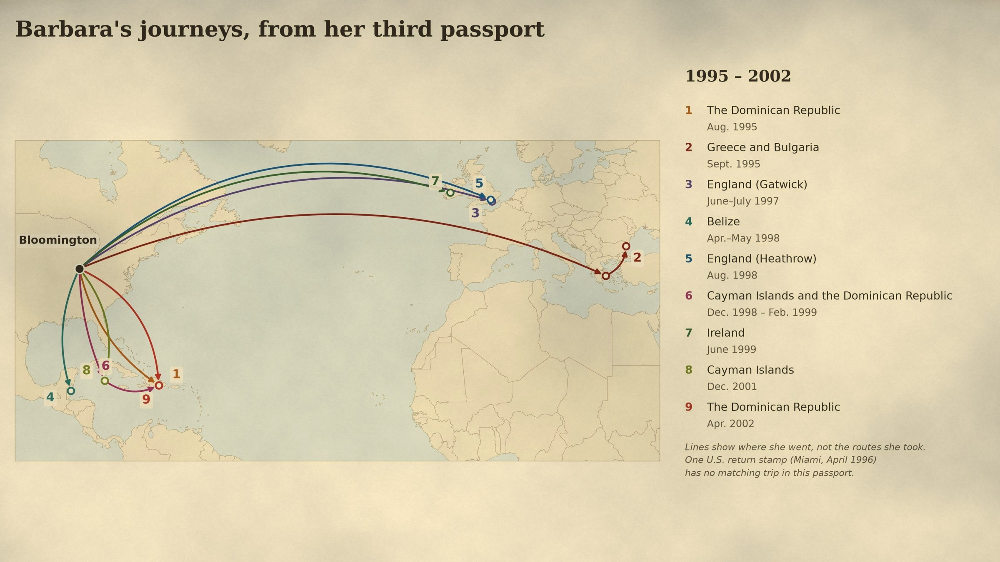 Barbara's journeys, from her third passport
1995 – 2002
1 The Dominican Republic
Aug. 1995
2 Greece and Bulgaria
Sept. 1995
3 England (Gatwick)
June–July 1997
4 Belize
Apr.–May 1998
5 England (Heathrow)
Aug. 1998
6 Cayman Islands and the Dominican Republic
Dec. 1998 – Feb. 1999
7 Ireland
June 1999
8 Cayman Islands
Dec. 2001
9 The Dominican Republic
Apr. 2002
Lines show where she went, not the routes she took.
One U.S. return stamp (Miami, April 1996)
has no matching trip in this passport.
Bloomington
7
5
3
2
8
6
1
4
9